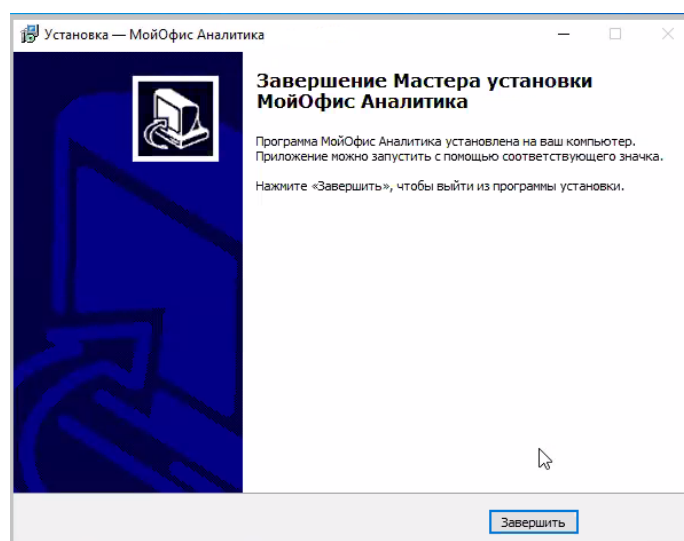 Установка — МойОфис Аналитика
Завершение Мастера установки
МойОфис Аналитика
Программа МойОфис Аналитика установлена на ваш компьютер.
Приложение можно запустить с помощью соответствующего значка.
Нажмите «Завершить», чтобы выйти из программы установки.
Завершить